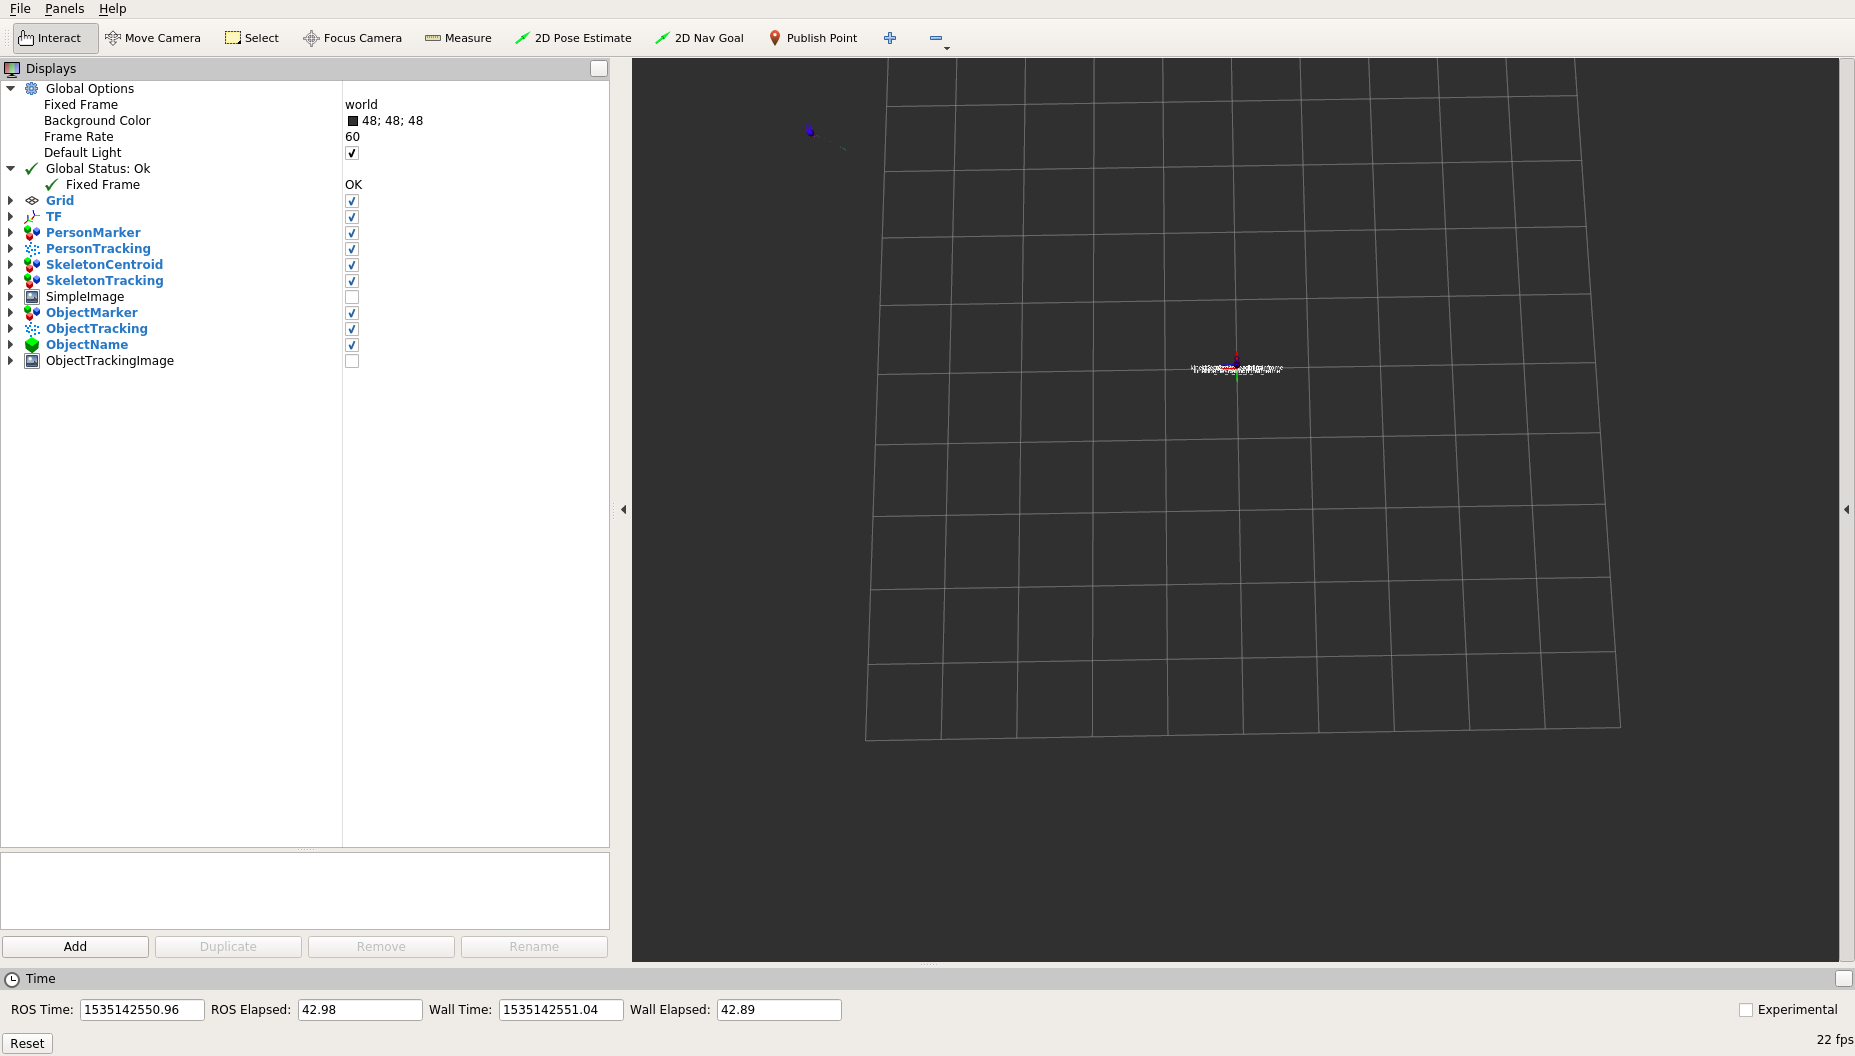 File Panels Help
Interact Move Camera Select Focus Camera Measure 2D Pose Estimate 2D Nav Goal Publish Point
Displays
Global Options
Fixed Frame world
Background Color 48; 48; 48
Frame Rate 60
Default Light
Global Status: Ok
Fixed Frame OK
Grid
TF
PersonMarker
PersonTracking
SkeletonCentroid
SkeletonTracking
SimpleImage
ObjectMarker
ObjectTracking
ObjectName
ObjectTrackingImage
Add Duplicate Remove Rename
Time
ROS Time: 1535142550.96 ROS Elapsed: 42.98 Wall Time: 1535142551.04 Wall Elapsed: 42.89 Experimental
Reset 22 fps